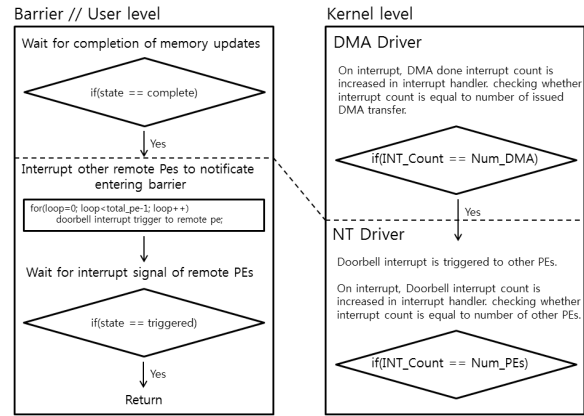 Barrier // User level
Wait for completion of memory updates
if(state == complete)
Yes
Interrupt other remote Pes to notificate
entering barrier
for(loop=0; loop<total_pe-1; loop++)
doorbell interrupt trigger to remote pe;
Wait for interrupt signal of remote PEs
if(state == triggered)
Yes
Return
Kernel level
DMA Driver
On interrupt, DMA done interrupt count is
increased in interrupt handler. checking whether
interrupt count is equal to number of issued
DMA transfer.
if(INT_Count == Num_DMA)
Yes
NT Driver
Doorbell interrupt is triggered to other PEs.
On interrupt, Doorbell interrupt count is
increased in interrupt handler. checking whether
interrupt count is equal to number of other PEs.
if(INT_Count == Num_PEs)